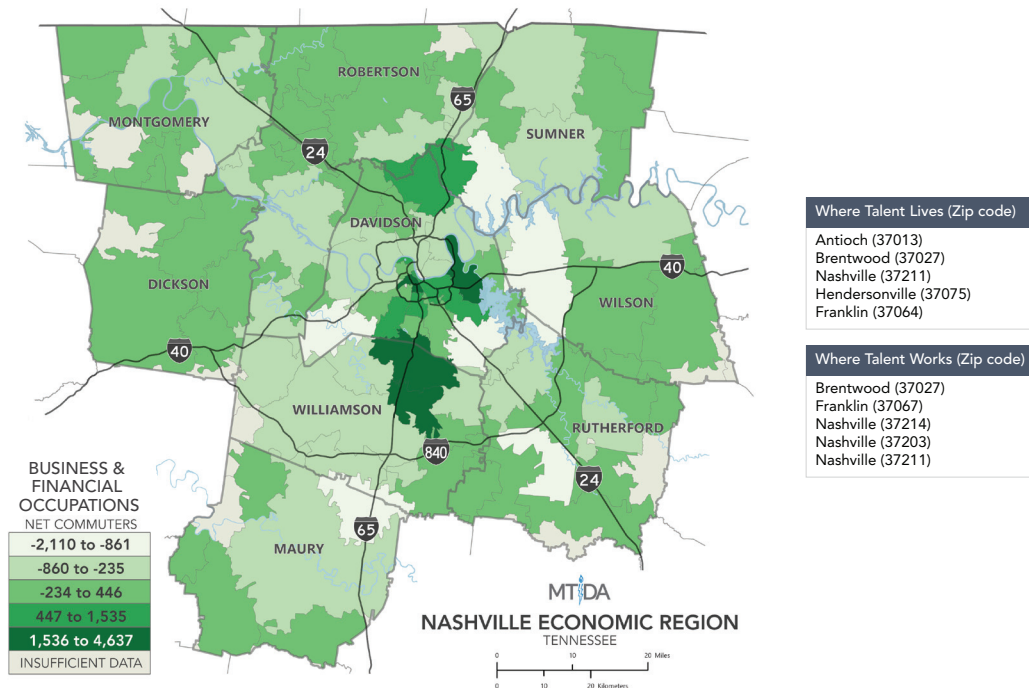 ROBERTSON
65
MONTGOMERY
SUMNER
24
DAVIDSON
40
DICKSON
WILSON
40
WILLIAMSON
RUTHERFORD
840
24
65
MAURY
BUSINESS &
FINANCIAL
OCCUPATIONS
NET COMMUTERS
-2,110 to -861
-860 to -235
-234 to 446
447 to 1,535
1,536 to 4,637
INSUFFICIENT DATA
MTIDA
NASHVILLE ECONOMIC REGION
TENNESSEE
0 10 20 Miles
0 10 20 Kilometers
Where Talent Lives (Zip code)
Antioch (37013)
Brentwood (37027)
Nashville (37211)
Hendersonville (37075)
Franklin (37064)
Where Talent Works (Zip code)
Brentwood (37027)
Franklin (37067)
Nashville (37214)
Nashville (37203)
Nashville (37211)